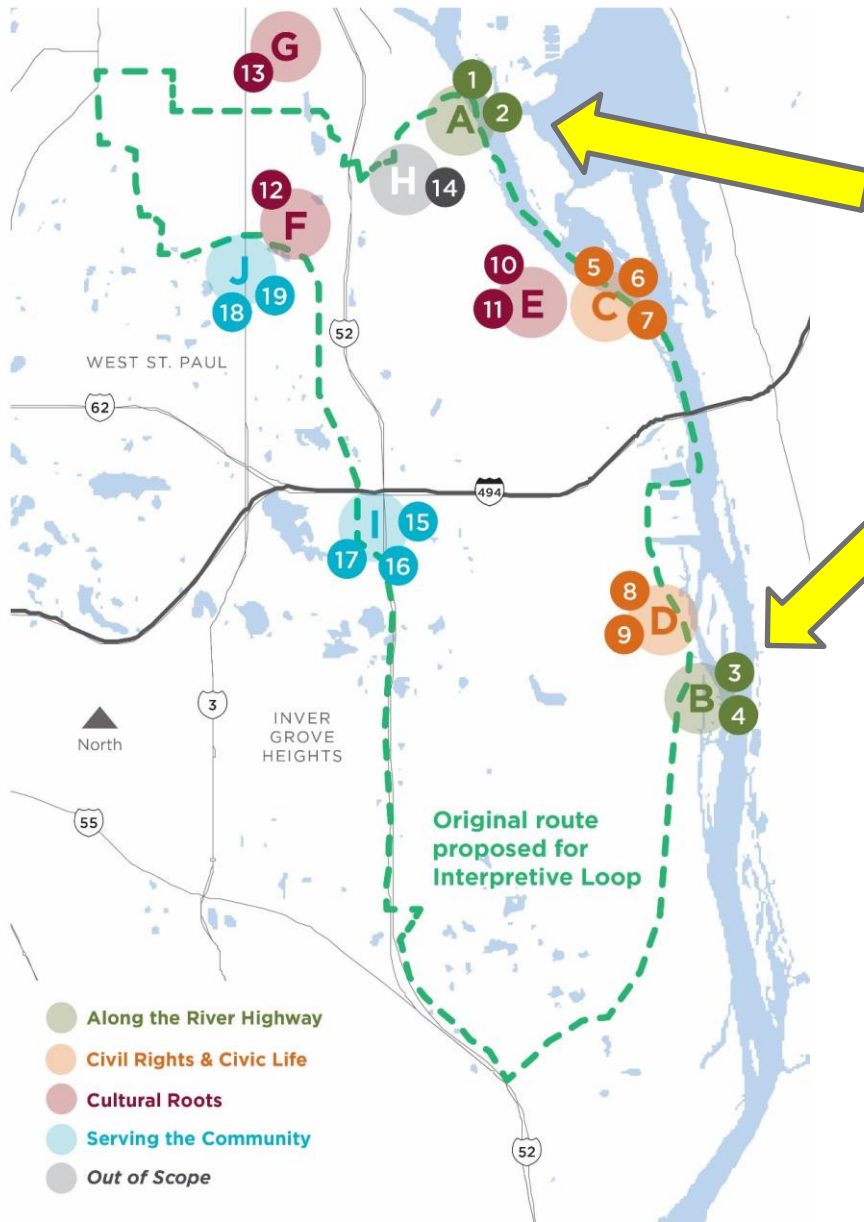 G
13
1
A
2
H
14
12
F
10
5
6
J
19
11
E
C
7
18
52
WEST ST. PAUL
62
494
I
15
17
16
8
D
9
3
B
4
3
North
INVER
GROVE
HEIGHTS
55
Original route
proposed for
Interpretive Loop
Along the River Highway
Civil Rights & Civic Life
Cultural Roots
Serving the Community
Out of Scope
52